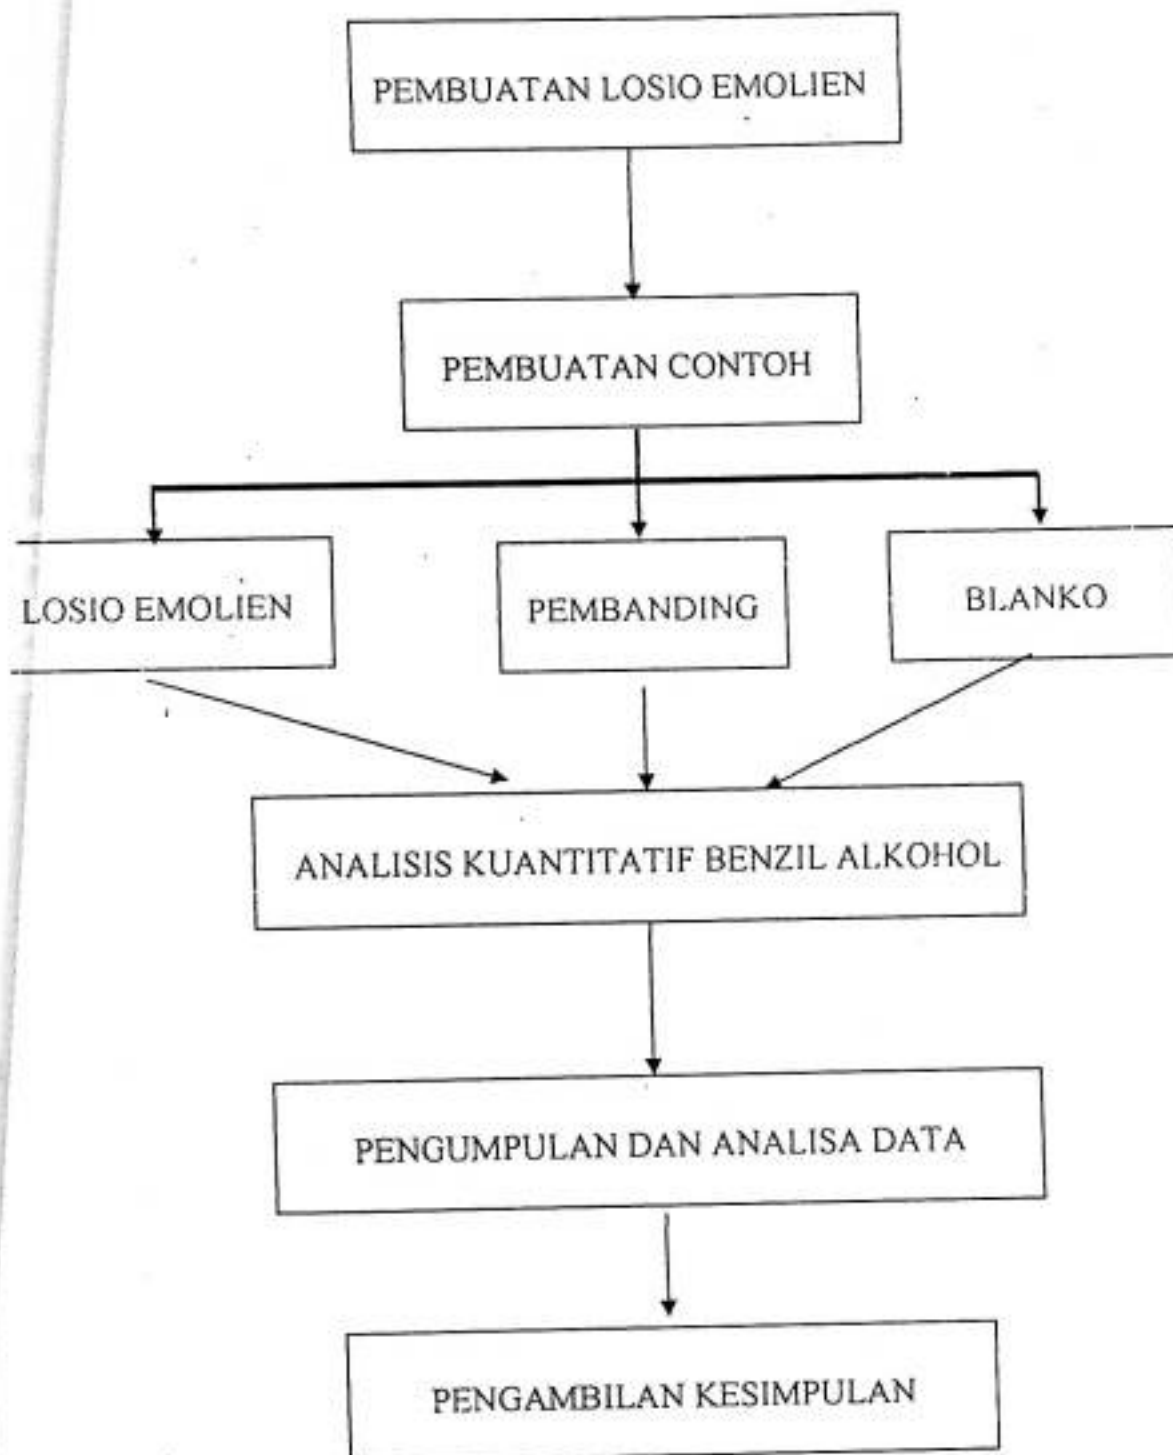 PEMBUATAN LOSIO EMOLIEN
PEMBUATAN CONTOH
LOSIO EMOLIEN
PEMBANDING
BLANKO
ANALISIS KUANTITATIF BENZIL ALKOHOL
PENGUMPULAN DAN ANALISA DATA
PENGAMBILAN KESIMPULAN